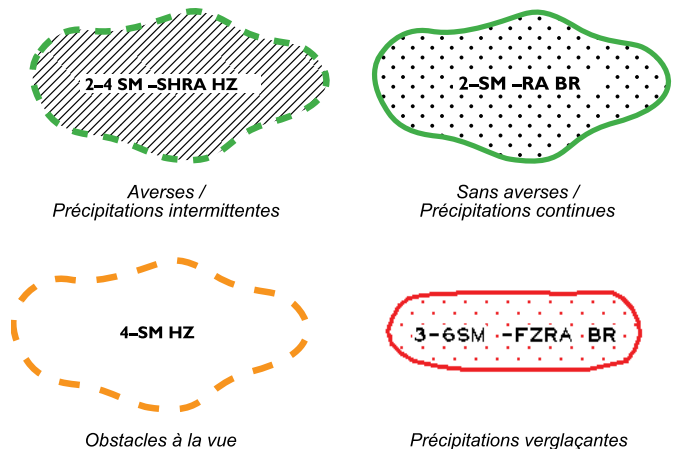 2–4 SM –SHRA HZ
2–SM –RA BR
Averses /
Précipitations intermittentes
Sans averses /
Précipitations continues
4–SM HZ
3-6SM -FZRA BR
Obstacles à la vue
Précipitations verglaçantes